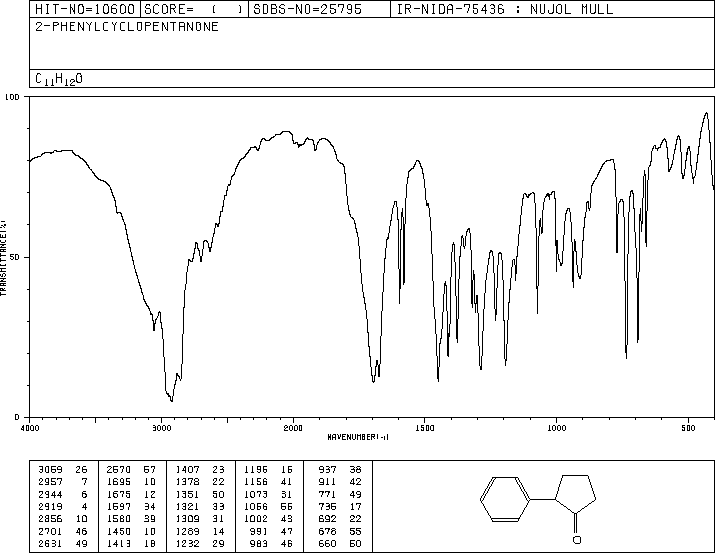 HIT-NO=10600 SCORE= ( ) SDBS-NO=25795 IR-NIDA-75436 : NUJOL MULL
2-PHENYLCYCLOPENTANONE
C11H12O
100
50
0
TRANSMITTANCE(%)
4000 3000 2000 1500 1000 500
WAVENUMBER(-1)
3059 26 2570 57 1407 23 1196 16 937 38
2957 7 1695 10 1378 22 1156 41 911 42
2944 6 1675 12 1351 50 1073 31 771 49
2919 4 1597 34 1321 33 1056 55 735 17
2856 10 1580 39 1309 31 1002 43 692 22
2701 46 1450 10 1289 14 991 47 678 55
2631 49 1413 18 1232 29 983 46 660 50
O